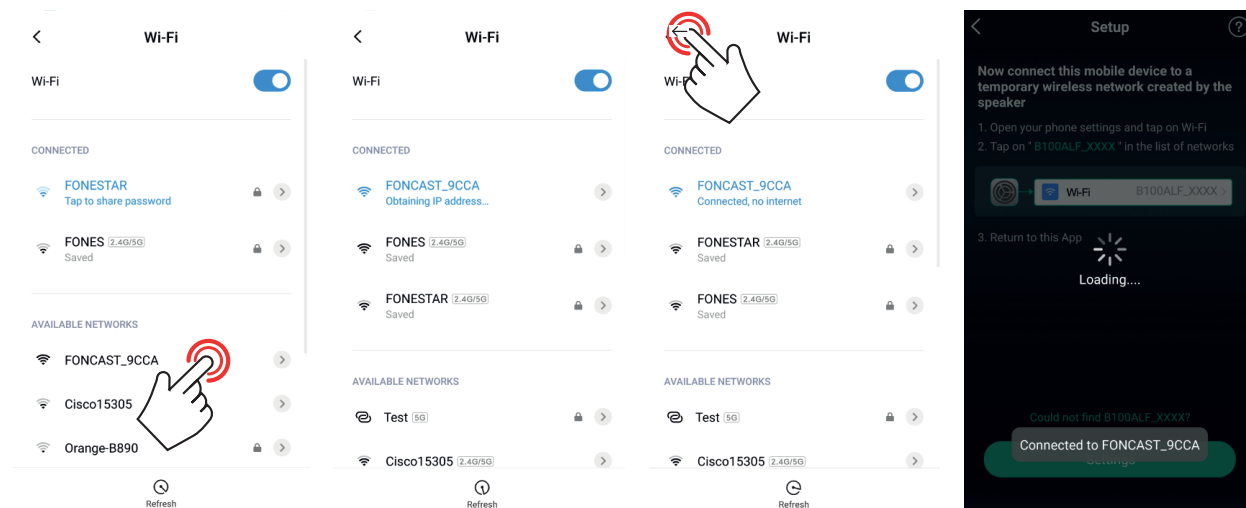 Wi-Fi
Wi-Fi
CONNECTED
FONESTAR
Tap to share password
FONES 2.4G/5G
Saved
AVAILABLE NETWORKS
FONCAST_9CCA
Cisco15305
Orange-B890
Refresh
Wi-Fi
Wi-Fi
CONNECTED
FONCAST_9CCA
Obtaining IP address...
FONES 2.4G/5G
Saved
FONESTAR 2.4G/5G
Saved
AVAILABLE NETWORKS
Test 5G
Cisco15305 2.4G/5G
Refresh
Wi-Fi
Wi-F
CONNECTED
FONCAST_9CCA
Connected, no internet
FONESTAR 2.4G/5G
Saved
FONES 2.4G/5G
Saved
AVAILABLE NETWORKS
Test 5G
Cisco15305 2.4G/5G
Refresh
Setup ?
Now connect this mobile device to a
temporary wireless network created by the
speaker
1. Open your phone settings and tap on Wi-Fi
2. Tap on " B100ALF_XXXX " in the list of networks
Wi-Fi B100ALF_XXXX
3. Return to this App
Loading....
Could not find B100ALF_XXXX?
Connected to FONCAST_9CCA
Settings